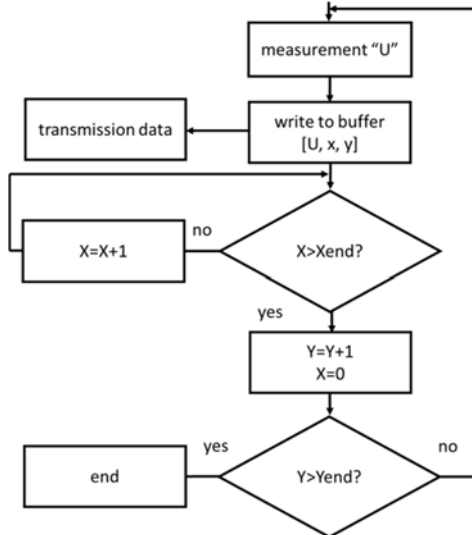 measurement “U”
transmission data
write to buffer
[U, x, y]
X=X+1
no
X>Xend?
yes
Y=Y+1
X=0
end
yes
Y>Yend?
no